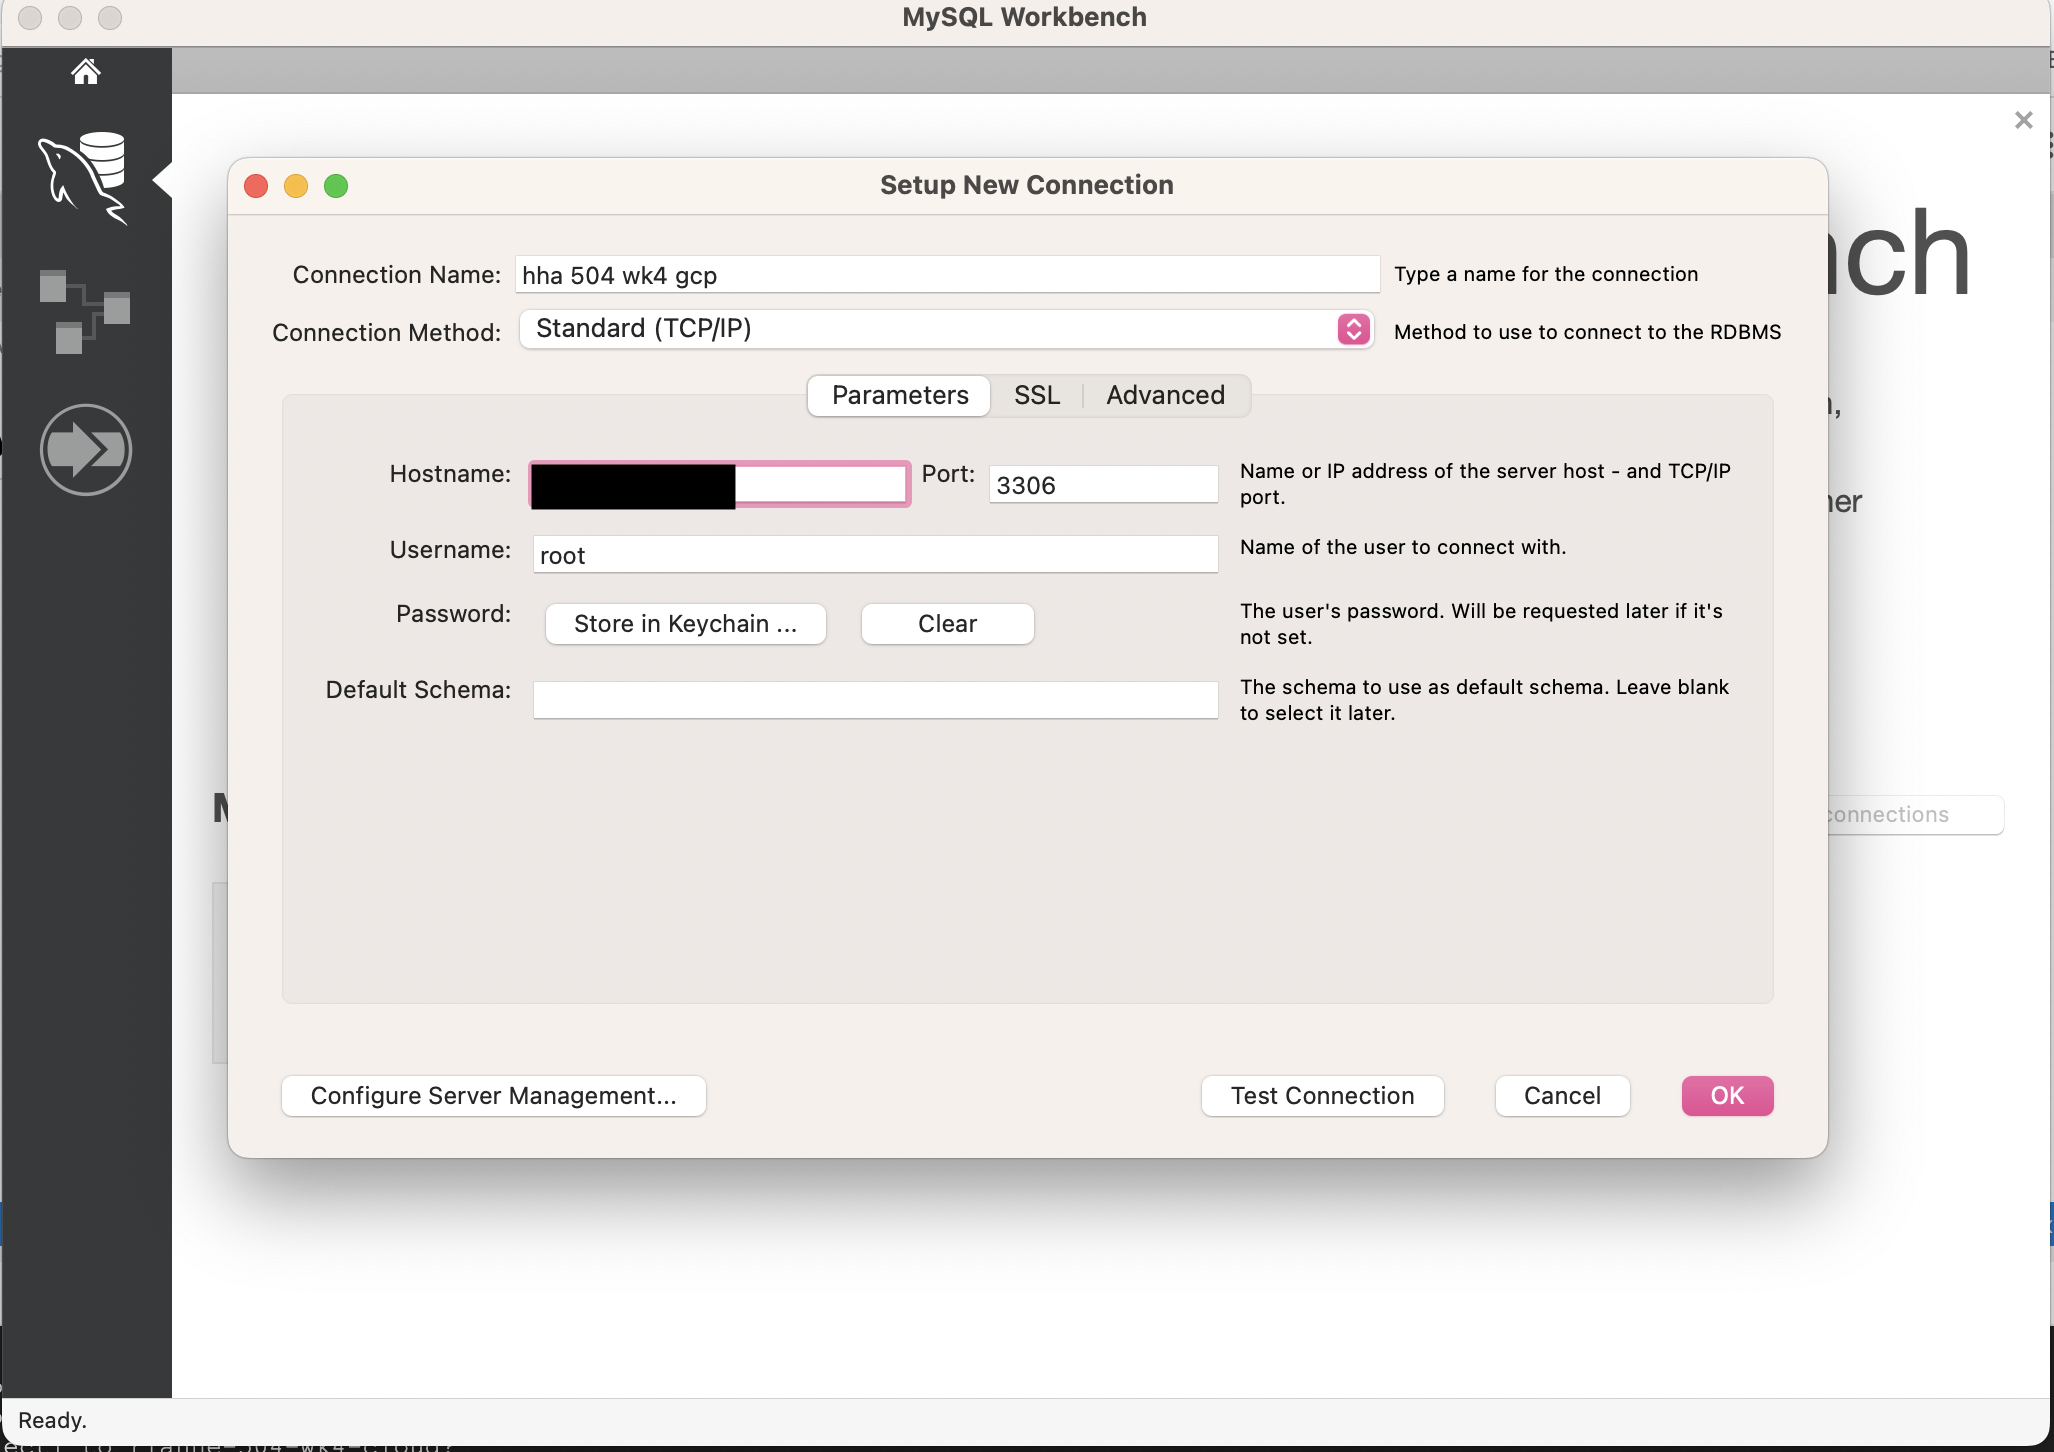 MySQL Workbench
Setup New Connection
Connection Name: hha 504 wk4 gcp Type a name for the connection
Connection Method: Standard (TCP/IP) Method to use to connect to the RDBMS
Parameters SSL Advanced
Hostname: Port: 3306 Name or IP address of the server host - and TCP/IP
port.
Username: root Name of the user to connect with.
Password: Store in Keychain ... Clear The user's password. Will be requested later if it's
not set.
Default Schema: The schema to use as default schema. Leave blank
to select it later.
connections
Configure Server Management... Test Connection Cancel OK
Ready.